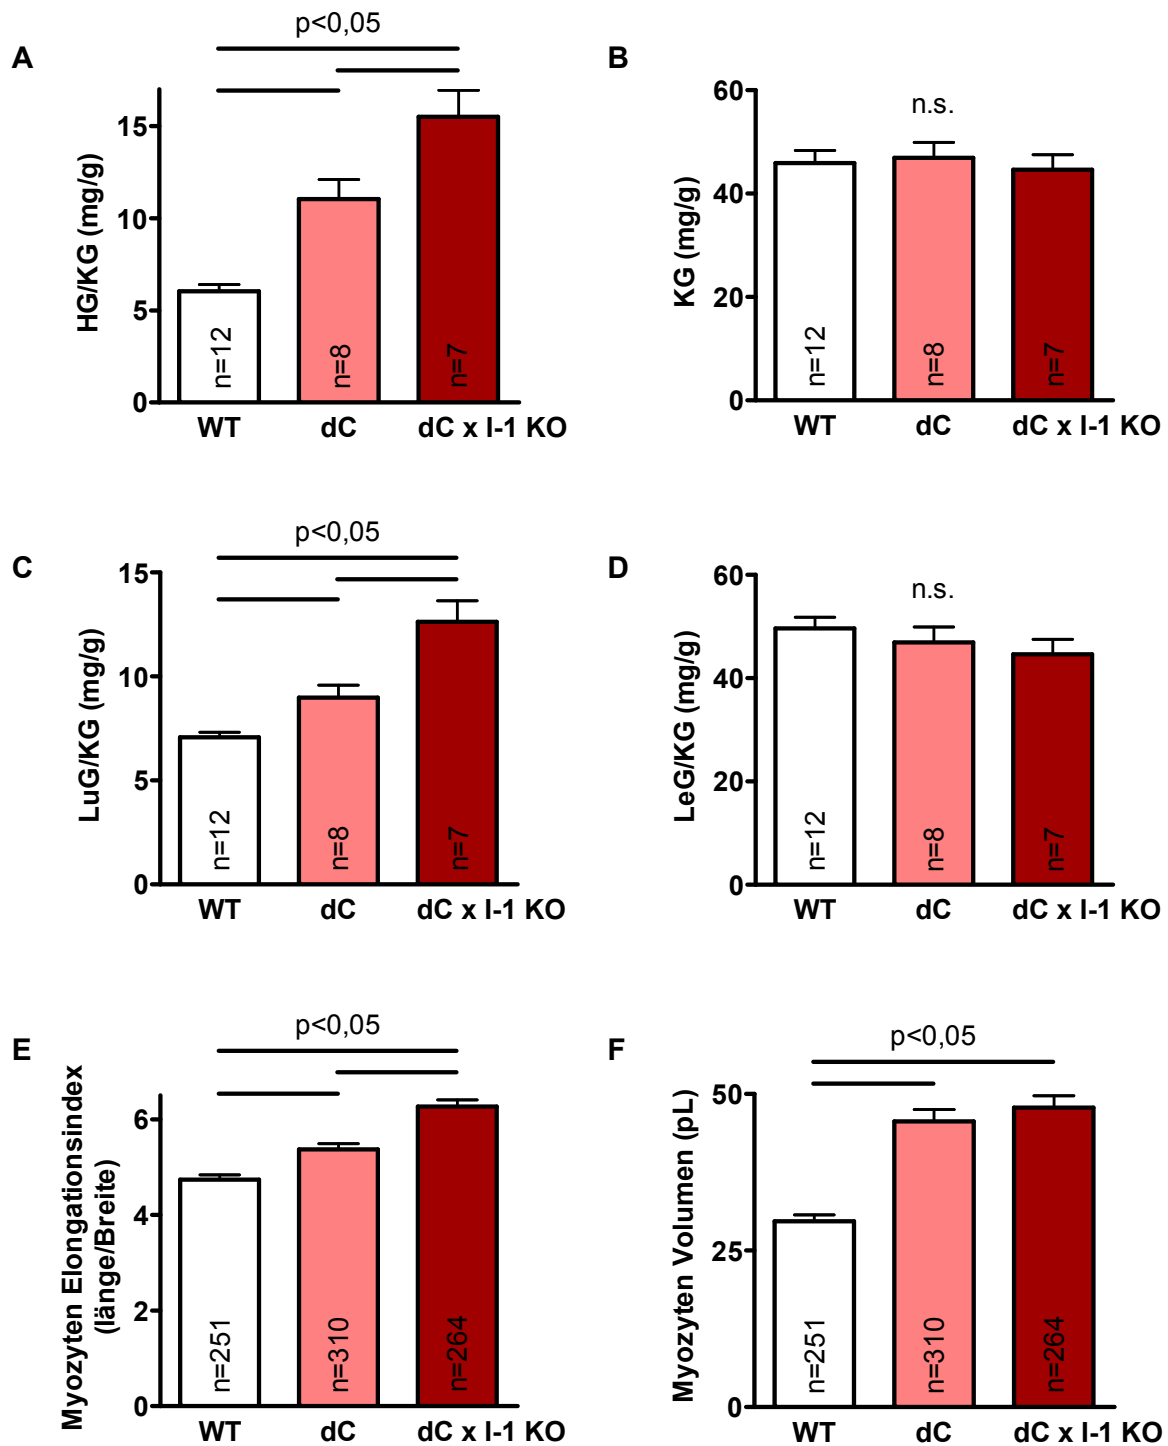 A
p<0,05
HG/KG (mg/g)
15
10
5
0
n=12
n=8
n=7
WT
dC
dC x I-1 KO
B
n.s.
KG (mg/g)
60
40
20
0
n=12
n=8
n=7
WT
dC
dC x I-1 KO
C
p<0,05
LuG/KG (mg/g)
15
10
5
0
n=12
n=8
n=7
WT
dC
dC x I-1 KO
D
n.s.
LeG/KG (mg/g)
60
40
20
0
n=12
n=8
n=7
WT
dC
dC x I-1 KO
E
p<0,05
Myozyten Elongationsindex
(länge/Breite)
6
4
2
0
n=251
n=310
n=264
WT
dC
dC x I-1 KO
F
p<0,05
Myozyten Volumen (pL)
50
25
0
n=251
n=310
n=264
WT
dC
dC x I-1 KO